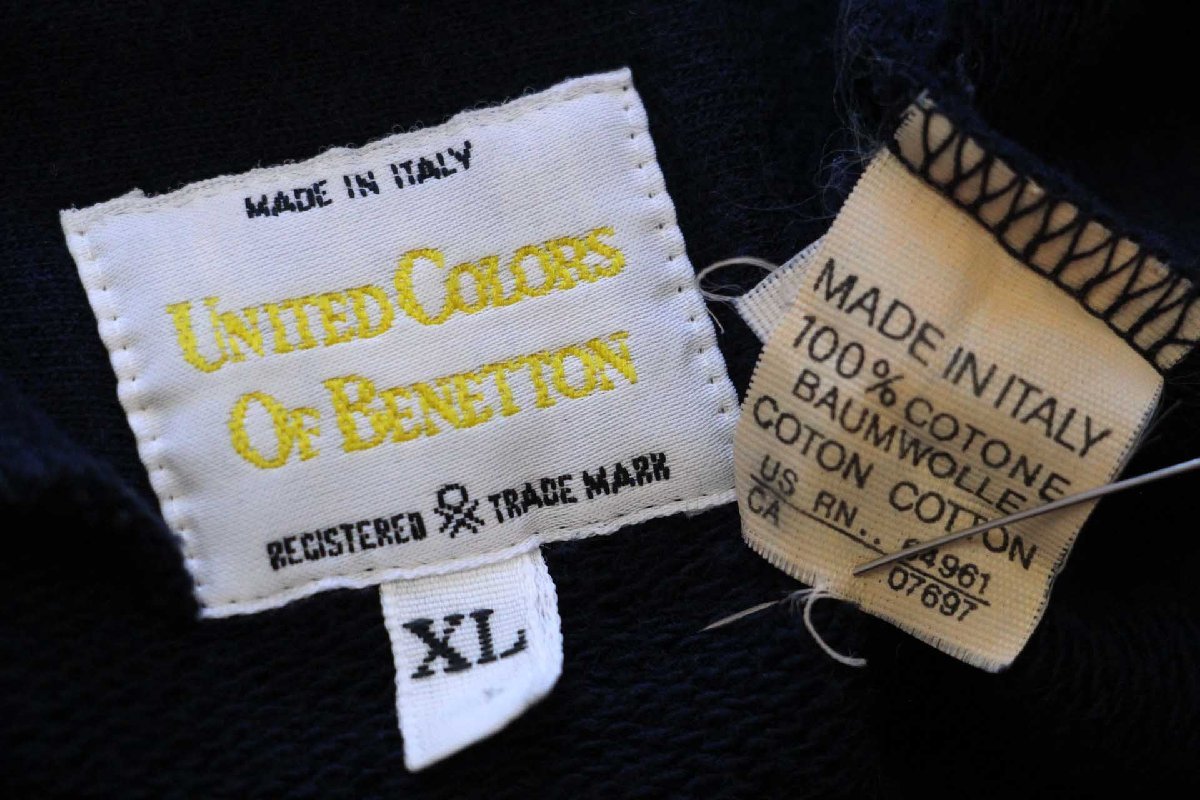 MADE IN ITALY
UNITED COLORS
OF BENETTON
REGISTERED TRADE MARK
XL
MADE IN ITALY
100% COTONE
BAUMWOLLE
COTON COTTON
US RN.. 64961
CA 07697